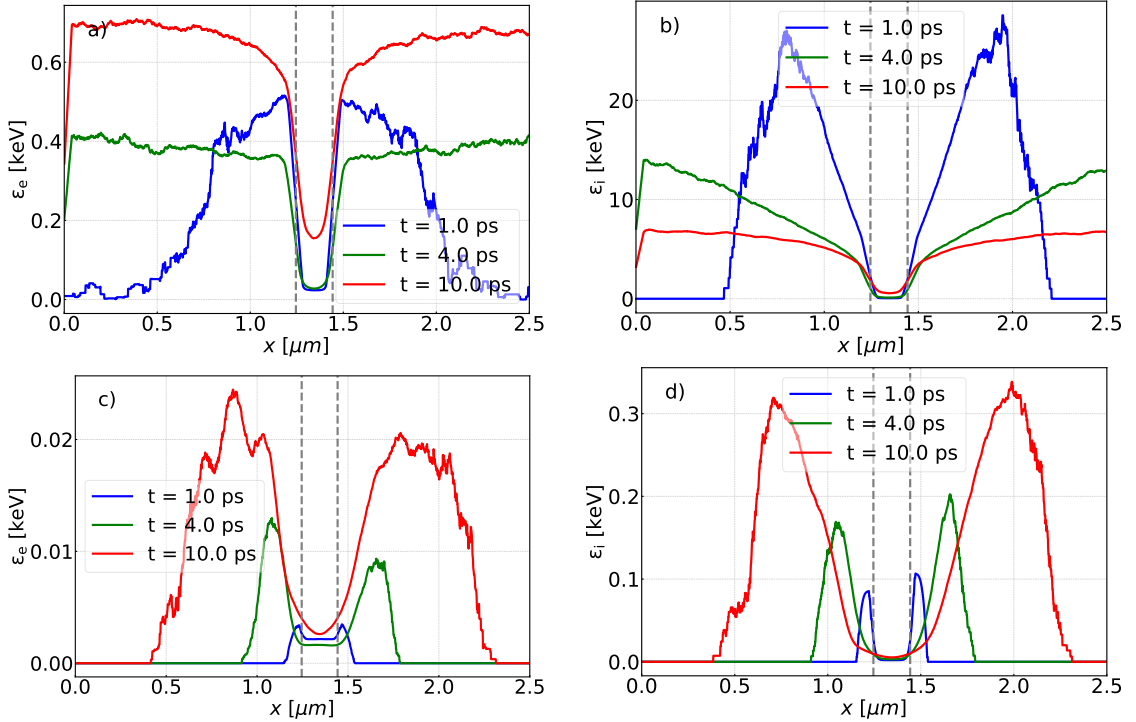 a)
ε_e [keV]
0.6
0.4
0.2
0.0
t = 1.0 ps
t = 4.0 ps
t = 10.0 ps
0.0 0.5 1.0 1.5 2.0 2.5
x [μm]
b)
ε_i [keV]
20
10
0
t = 1.0 ps
t = 4.0 ps
t = 10.0 ps
0.0 0.5 1.0 1.5 2.0 2.5
x [μm]
c)
ε_e [keV]
0.02
0.01
0.00
t = 1.0 ps
t = 4.0 ps
t = 10.0 ps
0.0 0.5 1.0 1.5 2.0 2.5
x [μm]
d)
ε_i [keV]
0.3
0.2
0.1
0.0
t = 1.0 ps
t = 4.0 ps
t = 10.0 ps
0.0 0.5 1.0 1.5 2.0 2.5
x [μm]